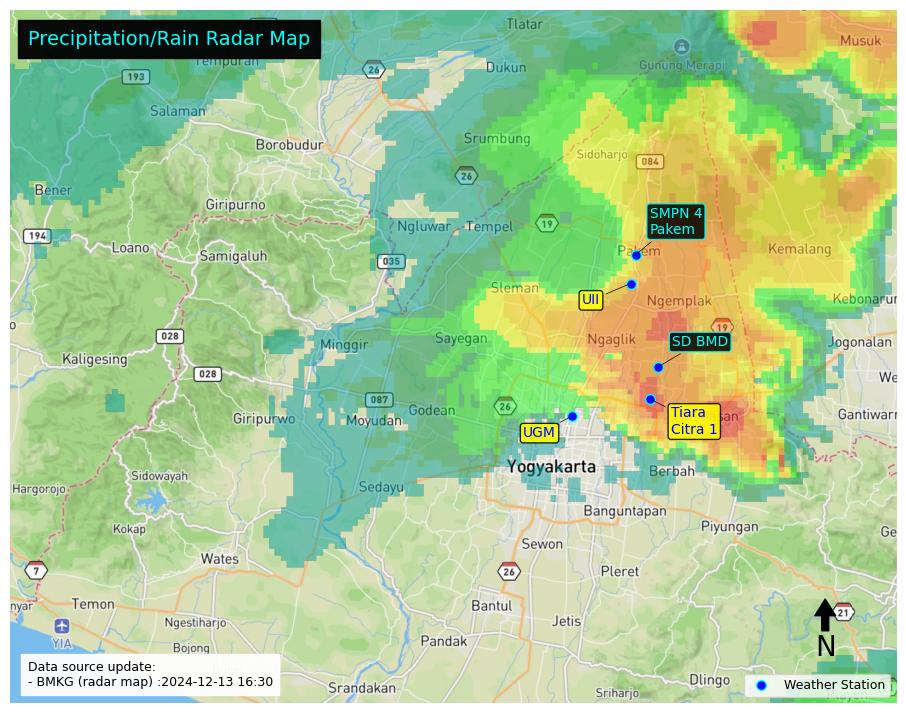 Precipitation/Rain Radar Map
Tlatar
Musuk
Gunung Merapi
Tempuran
193
26
Dukun
Salaman
Borobudur
Srumbung
Sidoharjo
084
26
Bener
Giripurno
SMPN 4
Pakem
194
Ngluwar
Tempel
19
Loano
Samigaluh
035
Pakem
Kemalang
Sleman
UII
Ngemplak
Kebonarum
028
Minggir
Sayegan
Ngaglik
19
SD BMD
Jogonalan
Kaligesing
028
We
087
Godean
26
Giripurwo
Moyudan
Tiara
Citra 1
san
Gantiwarn
UGM
Yogyakarta
Berbah
Sidowayah
Hargorojo
Sedayu
Banguntapan
Kokap
Piyungan
Ge
Wates
Sewon
7
26
Pleret
nyar
Temon
Bantul
21
Ngestiharjo
Jetis
YIA
Bojong
Pandak
N
Data source update:
- BMKG (radar map) :2024-12-13 16:30
Srandakan
Dlingo
Sriharjo
Weather Station